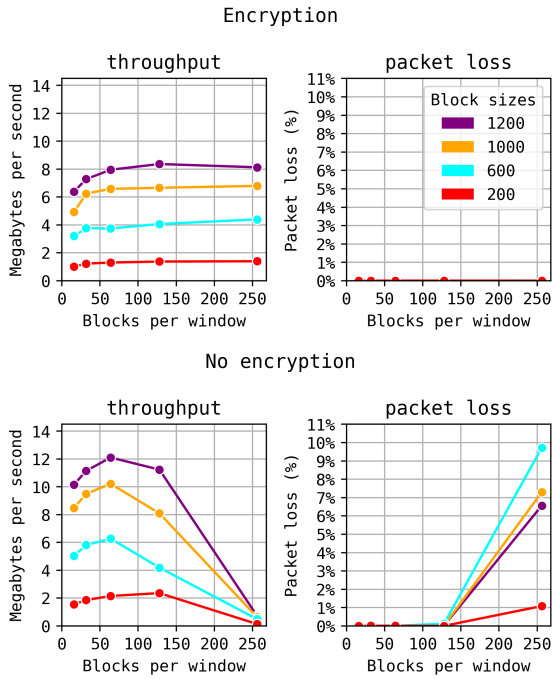 Encryption
throughput
packet loss
Megabytes per second
14
12
10
8
6
4
2
0
0 50 100 150 200 250
Blocks per window
Packet loss (%)
11%
10%
9%
8%
7%
6%
5%
4%
3%
2%
1%
0%
0 50 100 150 200 250
Blocks per window
Block sizes
1200
1000
600
200
No encryption
throughput
packet loss
Megabytes per second
14
12
10
8
6
4
2
0
0 50 100 150 200 250
Blocks per window
Packet loss (%)
11%
10%
9%
8%
7%
6%
5%
4%
3%
2%
1%
0%
0 50 100 150 200 250
Blocks per window